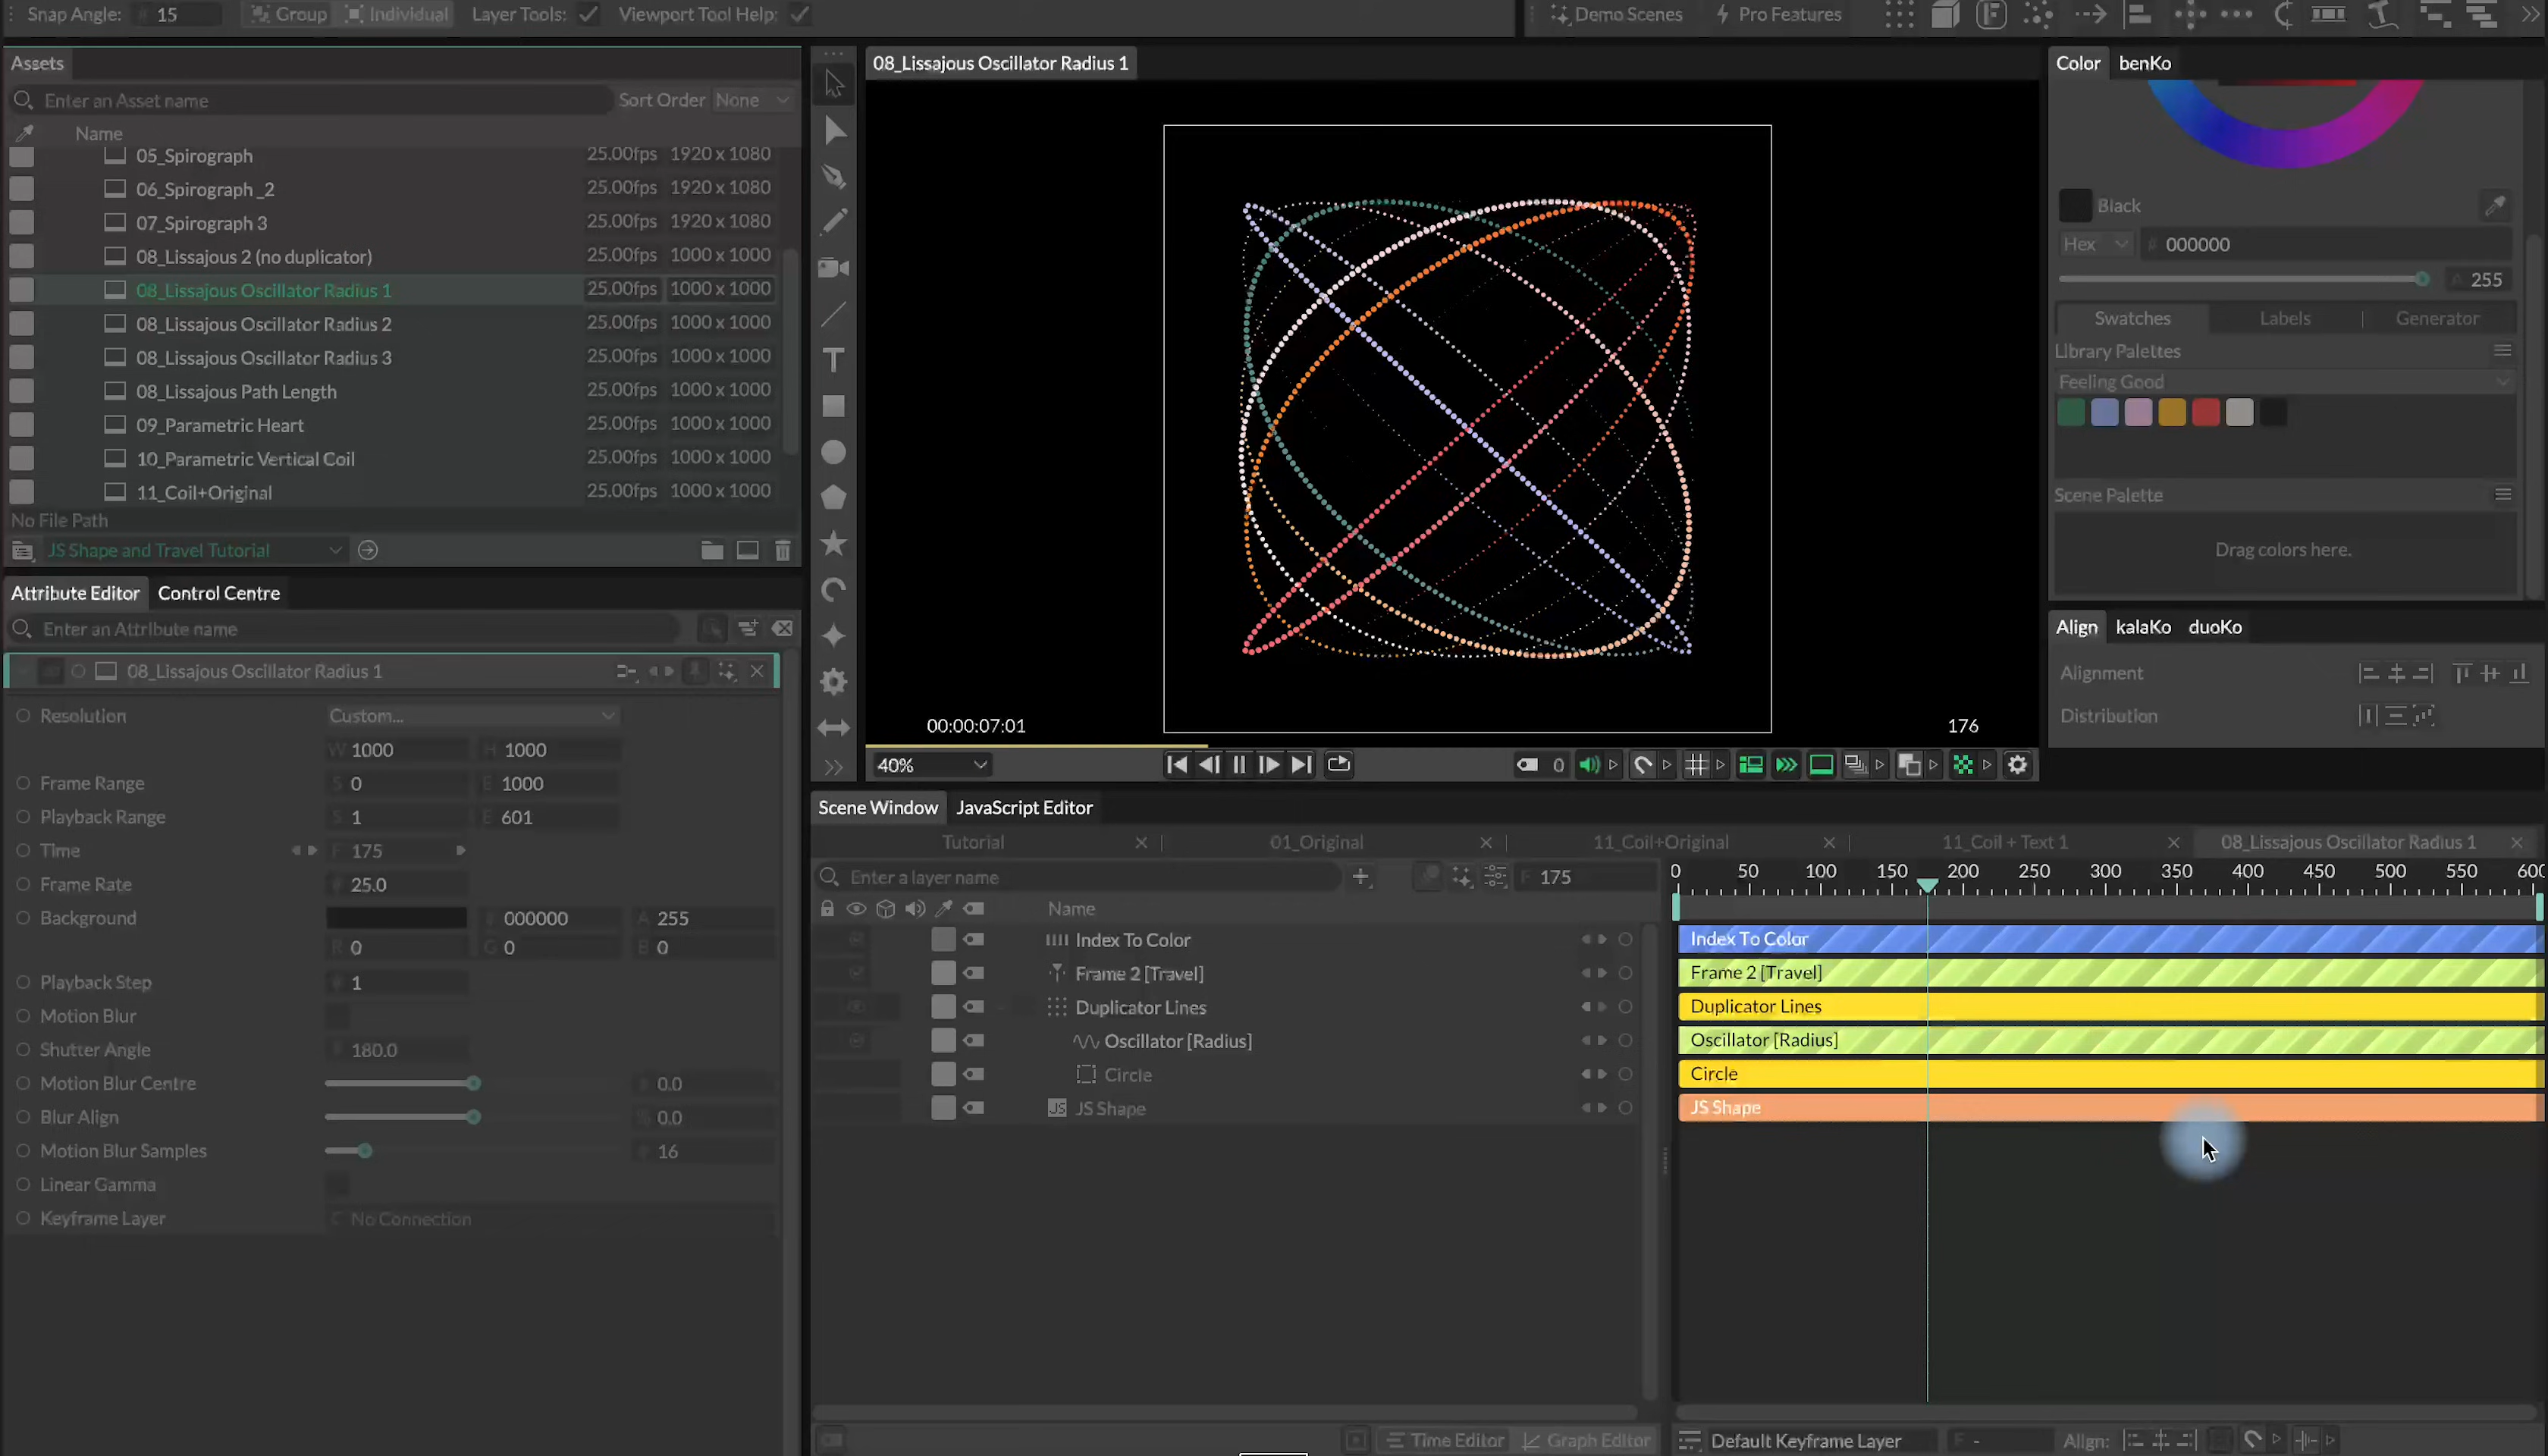 Snap Angle: 15 Group Individual Layer Tools: Viewport Tool Help: Demo Scenes Pro Features
Assets
Enter an Asset name Sort Order None
Name
05_Spirograph 25.00fps 1920 x 1080
06_Spirograph _2 25.00fps 1920 x 1080
07_Spirograph 3 25.00fps 1920 x 1080
08_Lissajous 2 (no duplicator) 25.00fps 1000 x 1000
08_Lissajous Oscillator Radius 1 25.00fps 1000 x 1000
08_Lissajous Oscillator Radius 2 25.00fps 1000 x 1000
08_Lissajous Oscillator Radius 3 25.00fps 1000 x 1000
08_Lissajous Path Length 25.00fps 1000 x 1000
09_Parametric Heart 25.00fps 1000 x 1000
10_Parametric Vertical Coil 25.00fps 1000 x 1000
11_Coil+Original 25.00fps 1000 x 1000
No File Path
JS Shape and Travel Tutorial
Attribute Editor Control Centre
Enter an Attribute name
08_Lissajous Oscillator Radius 1
Resolution Custom...
W 1000 H 1000
Frame Range S 0 E 1000
Playback Range S 1 E 601
Time F 175
Frame Rate 25.0
Background 000000 A 255
R 0 G 0 B 0
Playback Step 1
Motion Blur
Shutter Angle 180.0
Motion Blur Centre 0.0
Blur Align % 0.0
Motion Blur Samples 16
Linear Gamma
Keyframe Layer No Connection
08_Lissajous Oscillator Radius 1
00:00:07:01 176
40% 0
Color benKo
Black
Hex # 000000
A 255
Swatches Labels Generator
Library Palettes
Feeling Good
Scene Palette
Drag colors here.
Align kalaKo duoKo
Alignment
Distribution
Scene Window JavaScript Editor
Tutorial 01_Original 11_Coil+Original 11_Coil + Text 1 08_Lissajous Oscillator Radius 1
Enter a layer name F 175
0 50 100 150 200 250 300 350 400 450 500 550 600
Name
Index To Color Index To Color
Frame 2 [Travel] Frame 2 [Travel]
Duplicator Lines Duplicator Lines
Oscillator [Radius] Oscillator [Radius]
Circle Circle
JS JS Shape JS Shape
Time Editor Graph Editor Default Keyframe Layer F - Align: